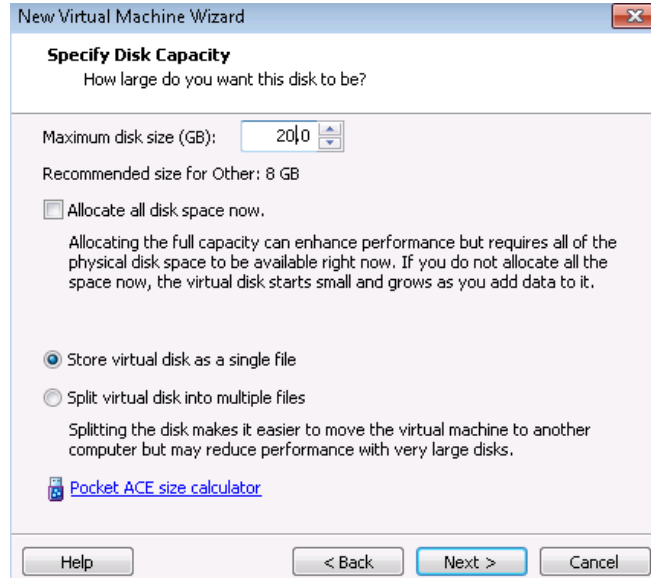 New Virtual Machine Wizard
Specify Disk Capacity
How large do you want this disk to be?
Maximum disk size (GB): 20.0
Recommended size for Other: 8 GB
Allocate all disk space now.
Allocating the full capacity can enhance performance but requires all of the
physical disk space to be available right now. If you do not allocate all the
space now, the virtual disk starts small and grows as you add data to it.
Store virtual disk as a single file
Split virtual disk into multiple files
Splitting the disk makes it easier to move the virtual machine to another
computer but may reduce performance with very large disks.
Pocket ACE size calculator
Help < Back Next > Cancel